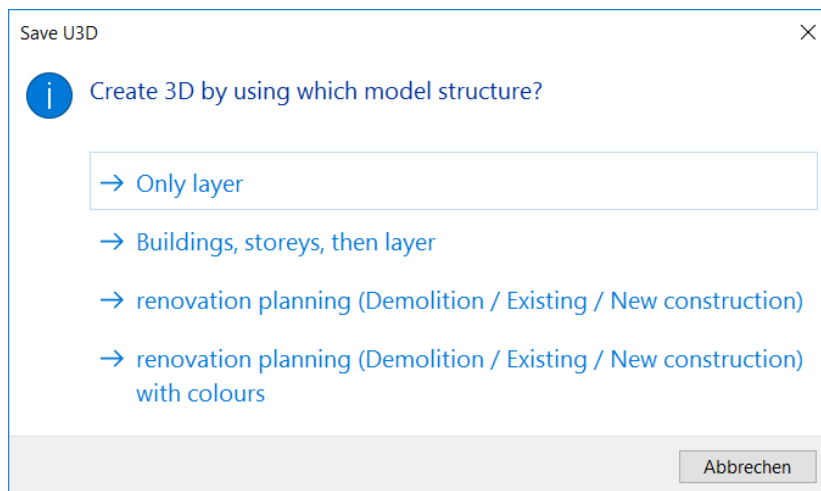 Save U3D
Create 3D by using which model structure?
Only layer
Buildings, storeys, then layer
renovation planning (Demolition / Existing / New construction)
renovation planning (Demolition / Existing / New construction)
with colours
Abbrechen